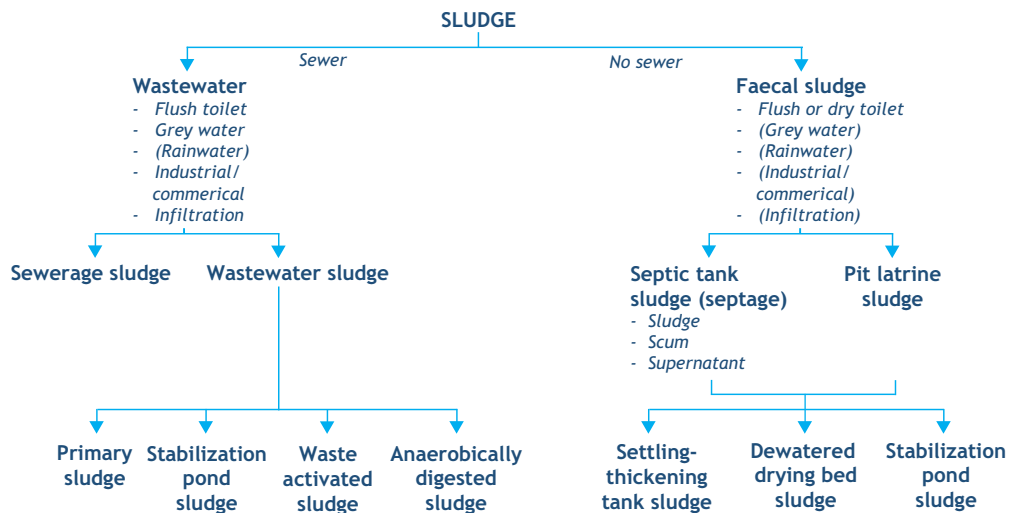 SLUDGE
Sewer
No sewer
Wastewater
- Flush toilet
- Grey water
- (Rainwater)
- Industrial/
commerical
- Infiltration
Faecal sludge
- Flush or dry toilet
- (Grey water)
- (Rainwater)
- (Industrial/
commerical)
- (Infiltration)
Sewerage sludge
Wastewater sludge
Septic tank
sludge (septage)
- Sludge
- Scum
- Supernatant
Pit latrine
sludge
Primary
sludge
Stabilization
pond
sludge
Waste
activated
sludge
Anaerobically
digested
sludge
Settling-
thickening
tank sludge
Dewatered
drying bed
sludge
Stabilization
pond
sludge